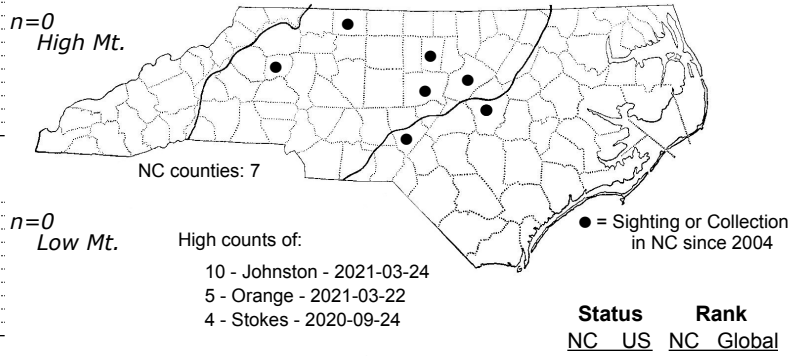 n=0
High Mt.
NC counties: 7
n=0
Low Mt.
High counts of:
10 - Johnston - 2021-03-24
5 - Orange - 2021-03-22
4 - Stokes - 2020-09-24
● = Sighting or Collection
in NC since 2004
Status Rank
NC US NC Global